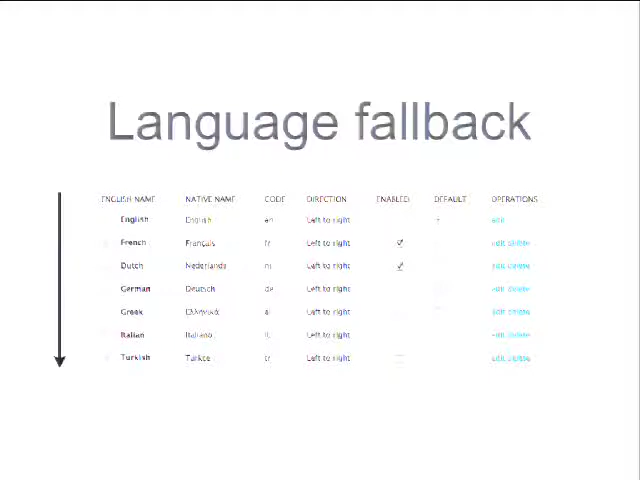 Language fallback
ENGLISH NAME NATIVE NAME CODE DIRECTION ENABLED DEFAULT OPERATIONS
English English en Left to right edit
French Français fr Left to right edit delete
Dutch Nederlands nl Left to right edit delete
German Deutsch de Left to right edit delete
Greek Ελληνικά Left to right edit delete
Italian Italiano it Left to right edit delete
Turkish Türkçe tr Left to right edit delete